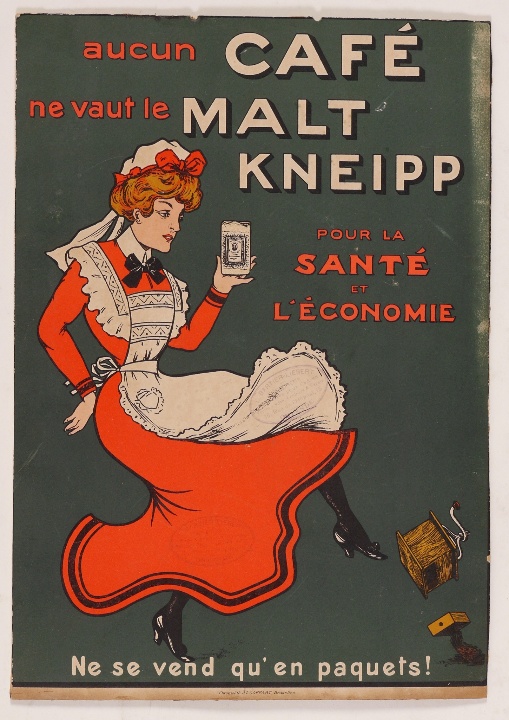 aucun CAFÉ
ne vaut le MALT
KNEIPP
POUR LA
SANTÉ
ET
L'ÉCONOMIE
Ne se vend qu'en paquets!